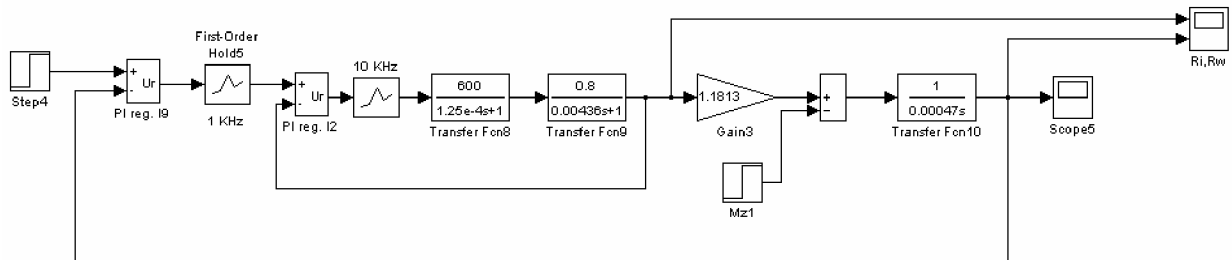 Step4
+
-
Ur
PI reg. I9
First-Order
Hold5
1 KHz
+
-
Ur
PI reg. I2
10 KHz
600
1.25e-4s+1
Transfer Fcn8
0.8
0.00436s+1
Transfer Fcn9
1.1813
Gain3
Mz1
+
−
1
0.00047s
Transfer Fcn10
Scope5
Ri,Rw